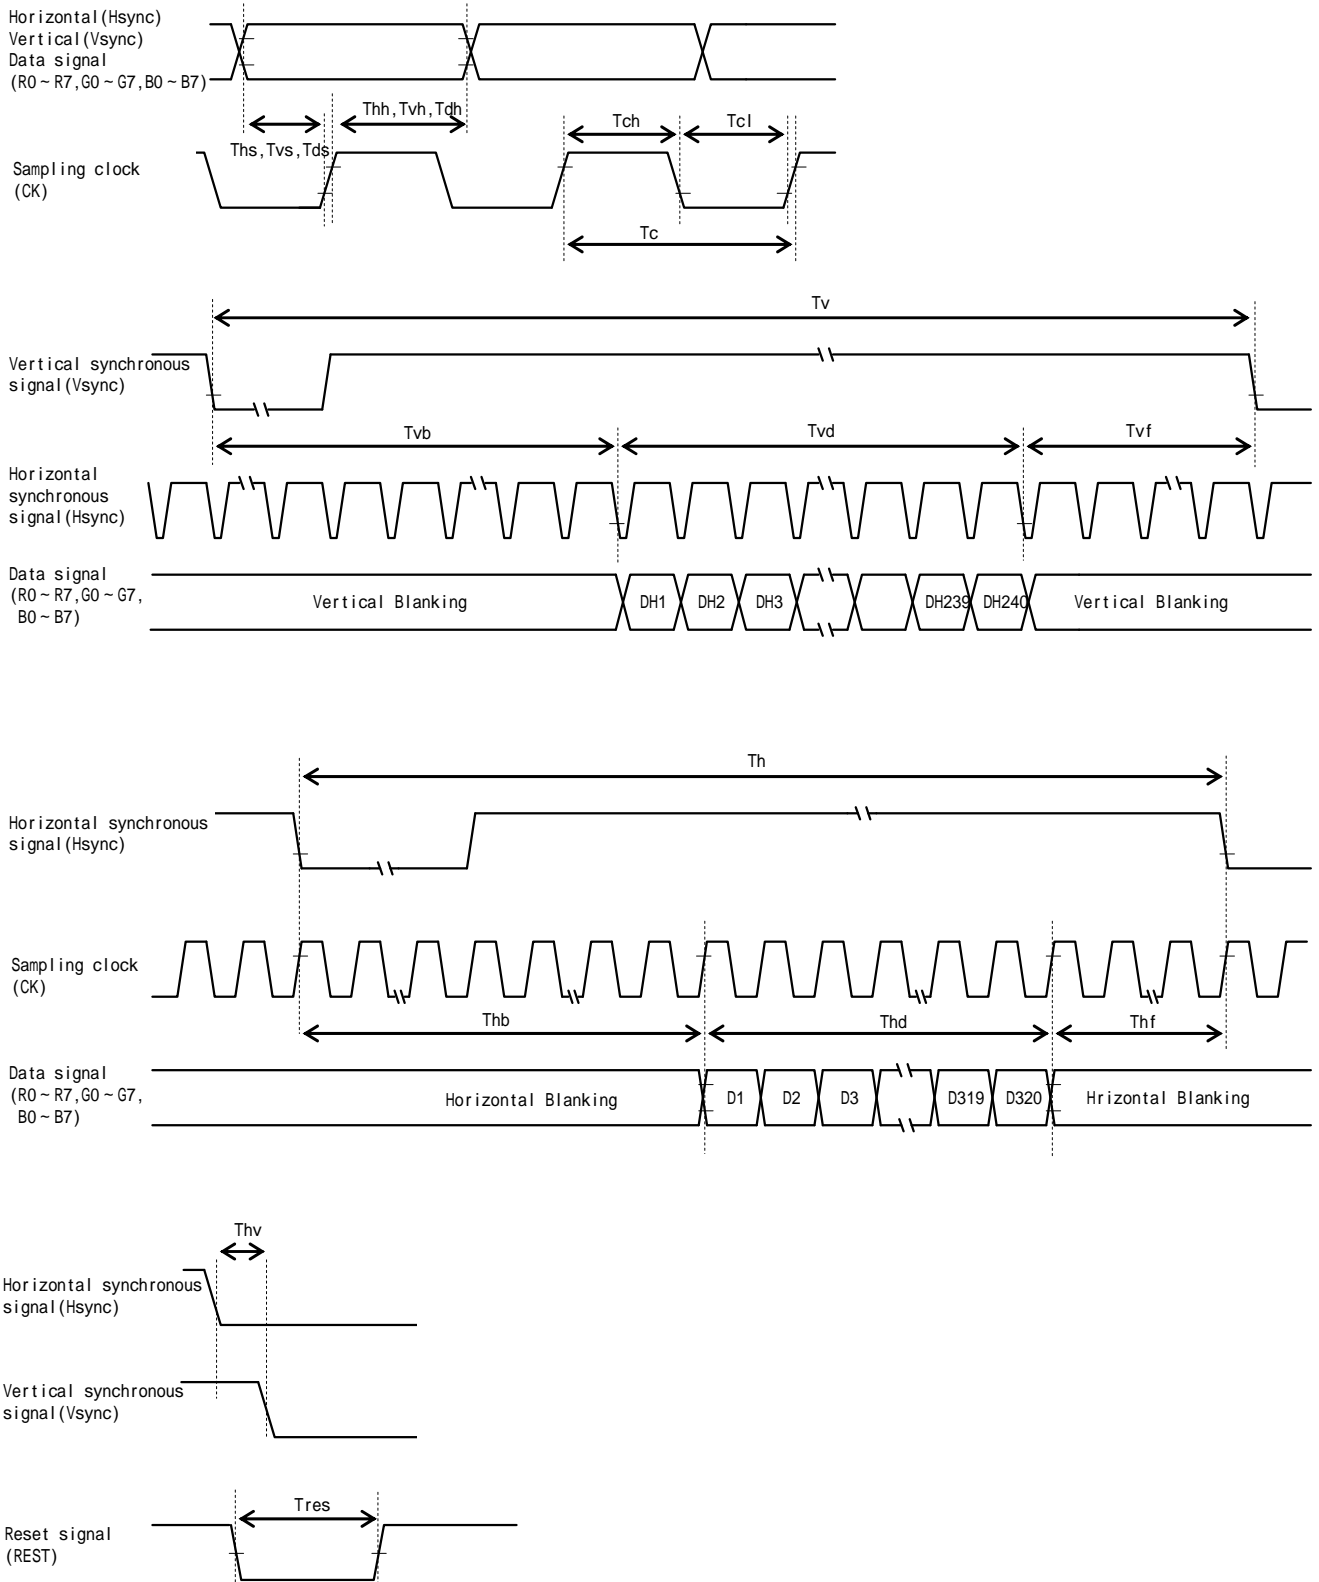 Horizontal(Hsync)
Vertical(Vsync)
Data signal
(R0~R7,G0~G7,B0~B7)
Thh,Tvh,Tdh
Ths,Tvs,Tds
Tch
Tcl
Sampling clock
(CK)
Tc
Tv
Vertical synchronous
signal(Vsync)
Tvb
Tvd
Tvf
Horizontal
synchronous
signal(Hsync)
Data signal
(R0~R7,G0~G7,
B0~B7)
Vertical Blanking
DH1
DH2
DH3
DH239
DH240
Vertical Blanking
Th
Horizontal synchronous
signal(Hsync)
Sampling clock
(CK)
Thb
Thd
Thf
Data signal
(R0~R7,G0~G7,
B0~B7)
Horizontal Blanking
D1
D2
D3
D319
D320
Hrizontal Blanking
Thv
Horizontal synchronous
signal(Hsync)
Vertical synchronous
signal(Vsync)
Tres
Reset signal
(REST)